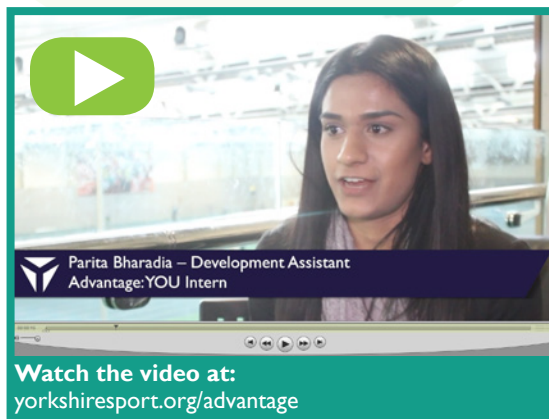 Parita Bharadia – Development Assistant
Advantage:YOU Intern
Watch the video at:
yorkshiresport.org/advantage